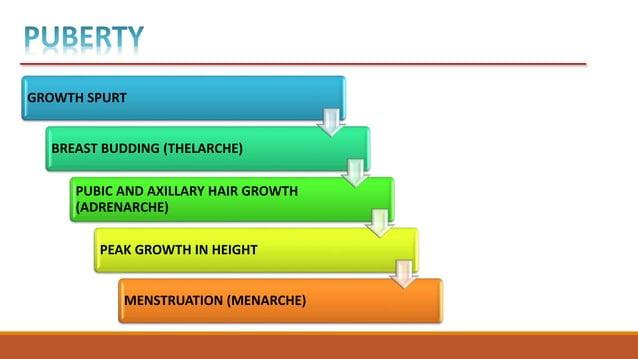 PUBERTY
GROWTH SPURT
BREAST BUDDING (THELARCHE)
PUBIC AND AXILLARY HAIR GROWTH
(ADRENARCHE)
PEAK GROWTH IN HEIGHT
MENSTRUATION (MENARCHE)